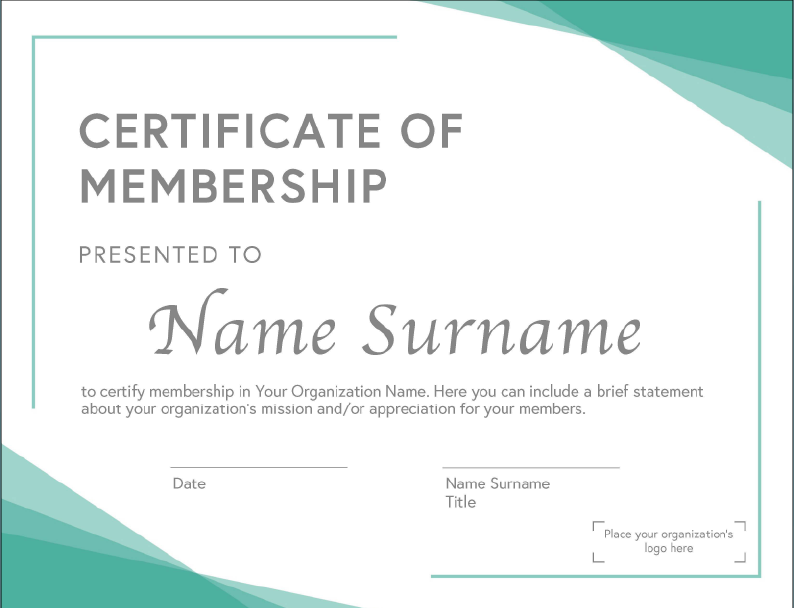 CERTIFICATE OF
MEMBERSHIP
PRESENTED TO
Name Surname
to certify membership in Your Organization Name. Here you can include a brief statement
about your organization's mission and/or appreciation for your members.
Date
Name Surname
Title
Place your organization's
logo here